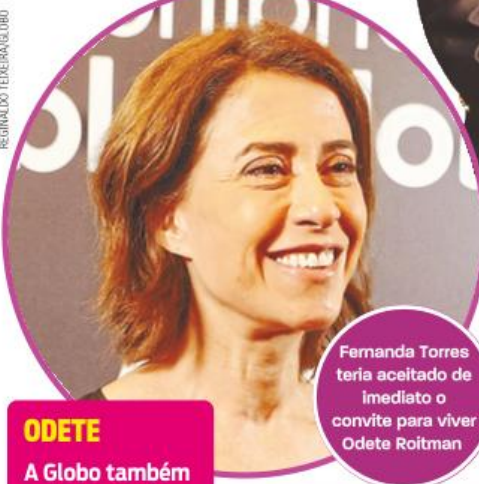 REGINALDO TEIXEIRA/GLOBO
Fernanda Torres
teria aceitado de
imediato o
convite para viver
Odete Roitman
ODETE
A Globo também